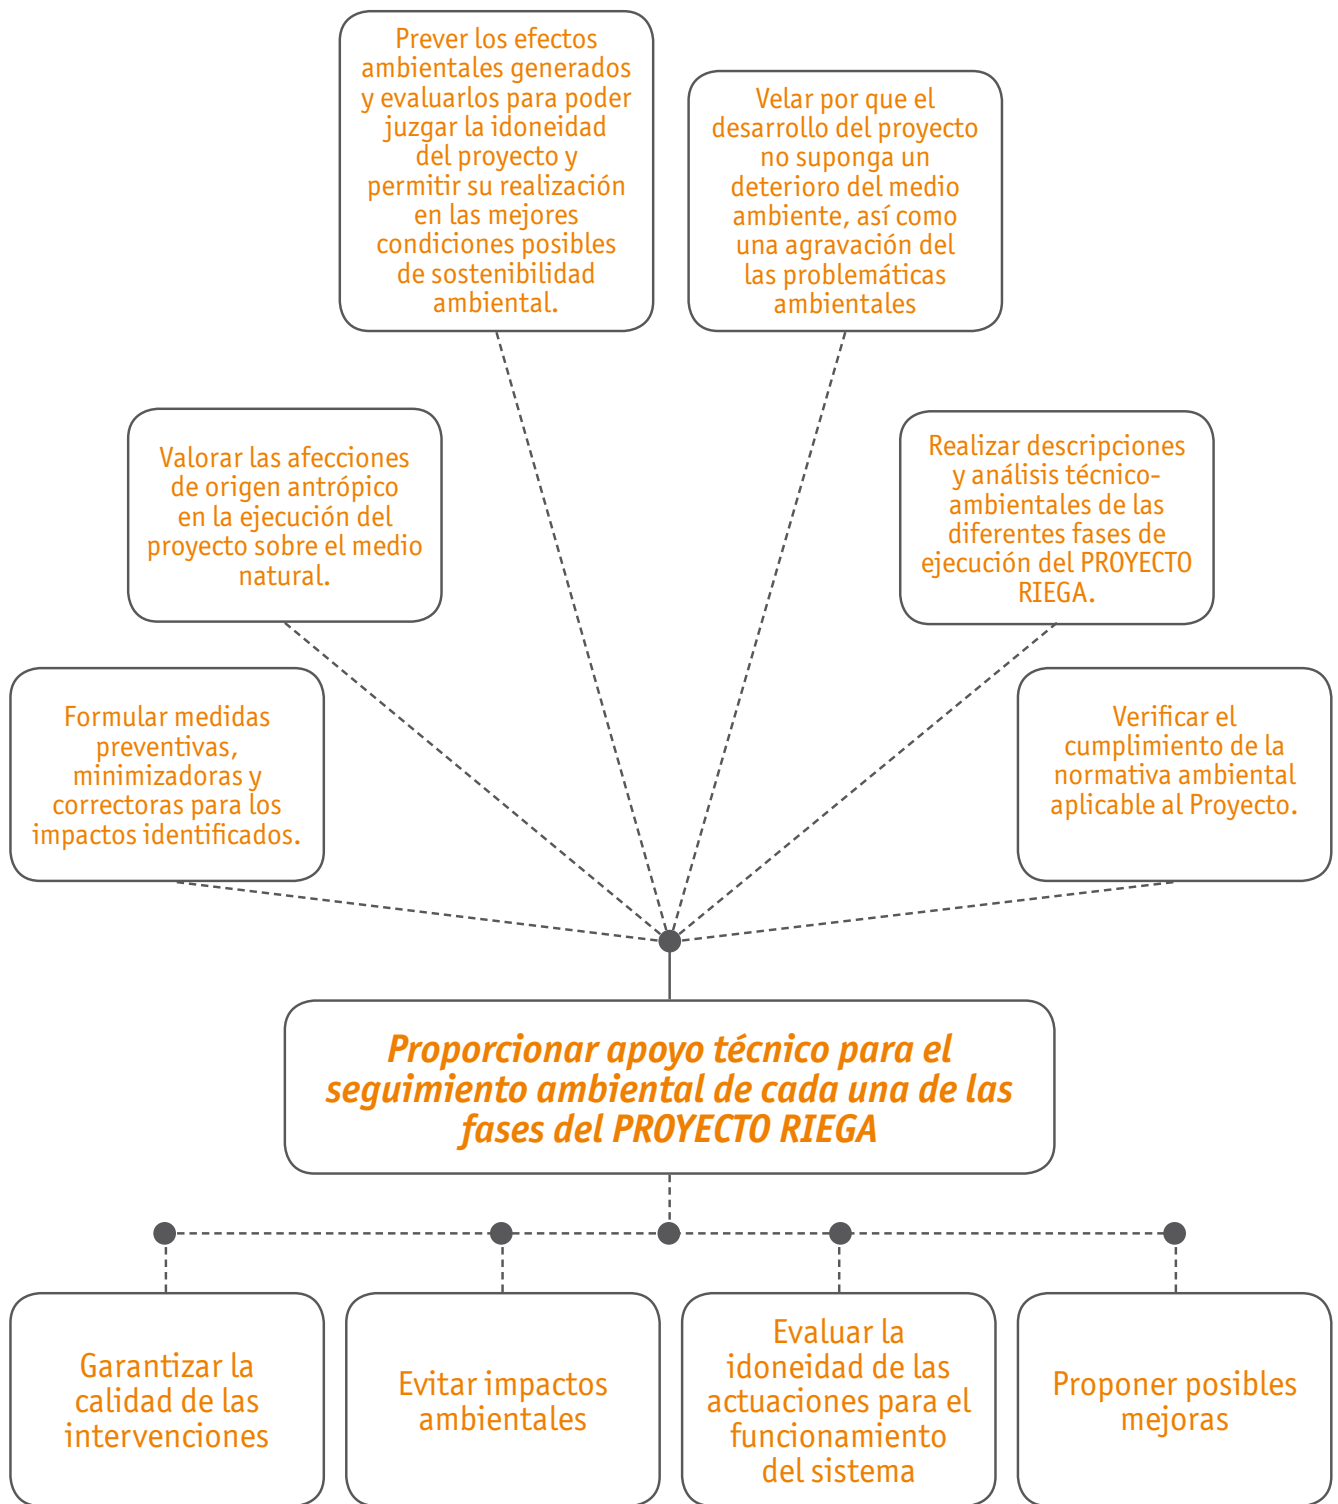 Prever los efectos
ambientales generados
y evaluarlos para poder
juzgar la idoneidad
del proyecto y
permitir su realización
en las mejores
condiciones posibles
de sostenibilidad
ambiental.
Velar por que el
desarrollo del proyecto
no suponga un
deterioro del medio
ambiente, así como
una agravación del
las problemáticas
ambientales
Valorar las afecciones
de origen antrópico
en la ejecución del
proyecto sobre el medio
natural.
Realizar descripciones
y análisis técnico-
ambientales de las
diferentes fases de
ejecución del PROYECTO
RIEGA.
Formular medidas
preventivas,
minimizadoras y
correctoras para los
impactos identificados.
Verificar el
cumplimiento de la
normativa ambiental
aplicable al Proyecto.
Proporcionar apoyo técnico para el
seguimiento ambiental de cada una de las
fases del PROYECTO RIEGA
Garantizar la
calidad de las
intervenciones
Evitar impactos
ambientales
Evaluar la
idoneidad de las
actuaciones para el
funcionamiento
del sistema
Proponer posibles
mejoras